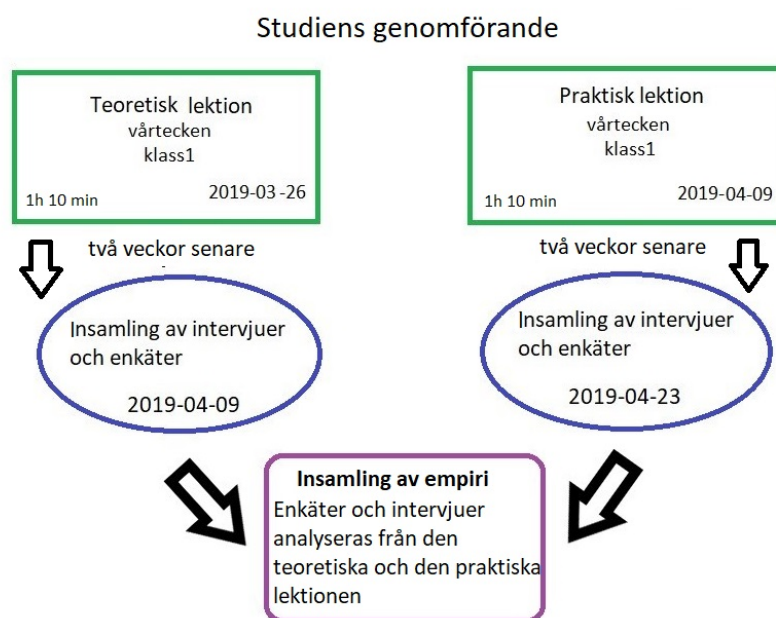 Studiens genomförande
Teoretisk lektion
vårtecken
klass1
1h 10 min
2019-03 -26
två veckor senare
Insamling av intervjuer
och enkäter
2019-04-09
Praktisk lektion
vårtecken
klass1
1h 10 min
2019-04-09
två veckor senare
Insamling av intervjuer
och enkäter
2019-04-23
Insamling av empiri
Enkäter och intervjuer
analyseras från den
teoretiska och den praktiska
lektionen